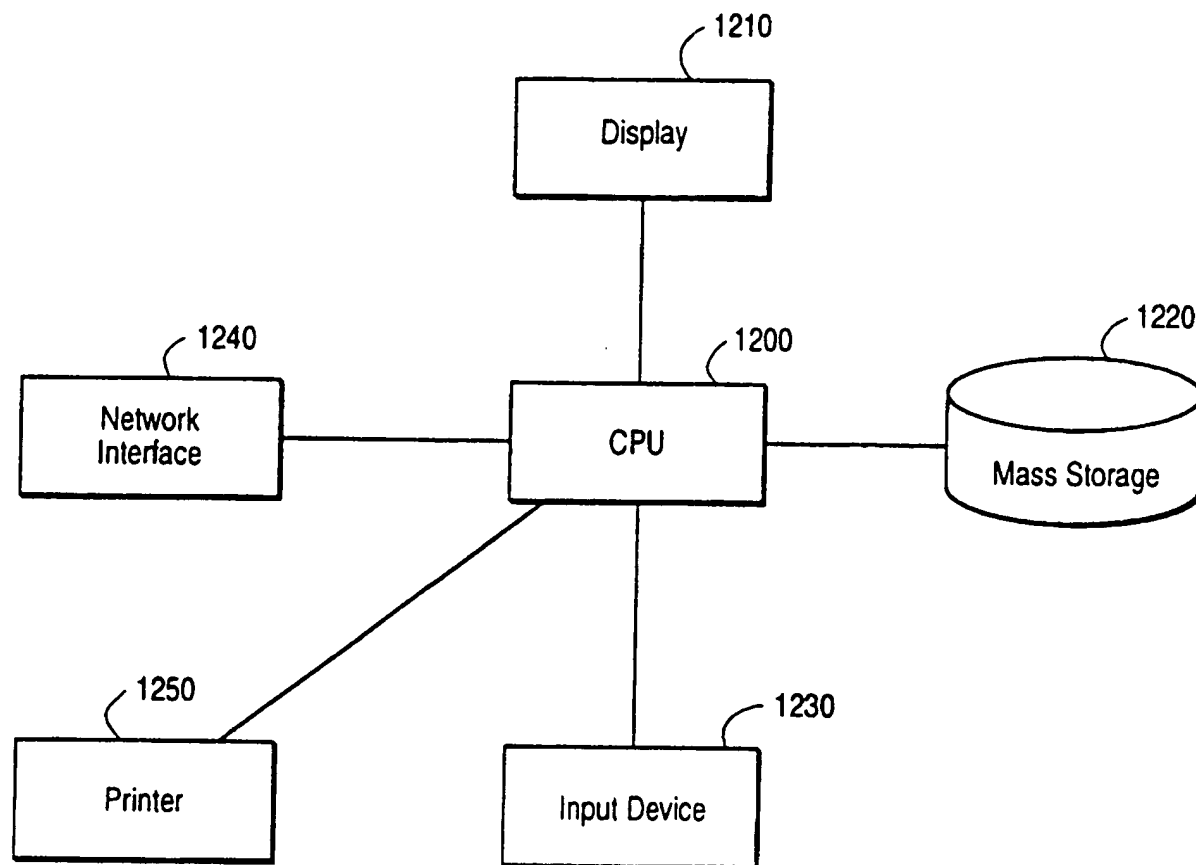 1210
Display
1240
1200
1220
Network
Interface
CPU
Mass Storage
1250
1230
Printer
Input Device